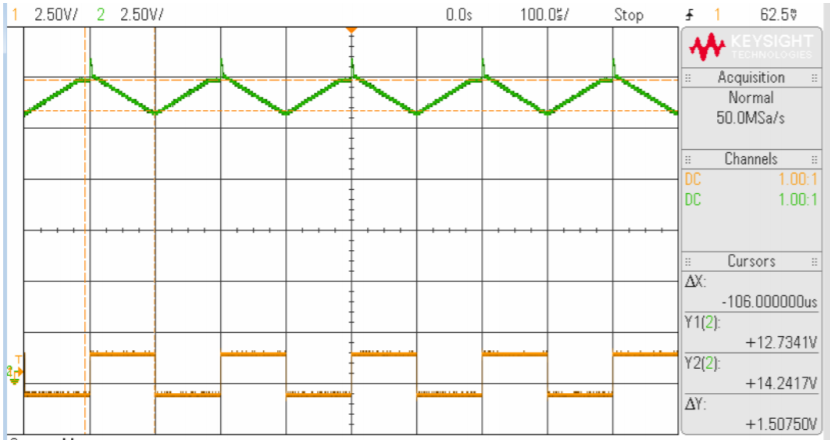 1 2.50V/ 2 2.50V/ 0.0s 100.0㎲/ Stop 1 62.5V
KEYSIGHT
TECHNOLOGIES
Acquisition
Normal
50.0MSa/s
Channels
DC 1.00:1
DC 1.00:1
Cursors
ΔX:
-106.000000us
Y1(2):
+12.7341V
Y2(2):
+14.2417V
ΔY:
+1.50750V
T